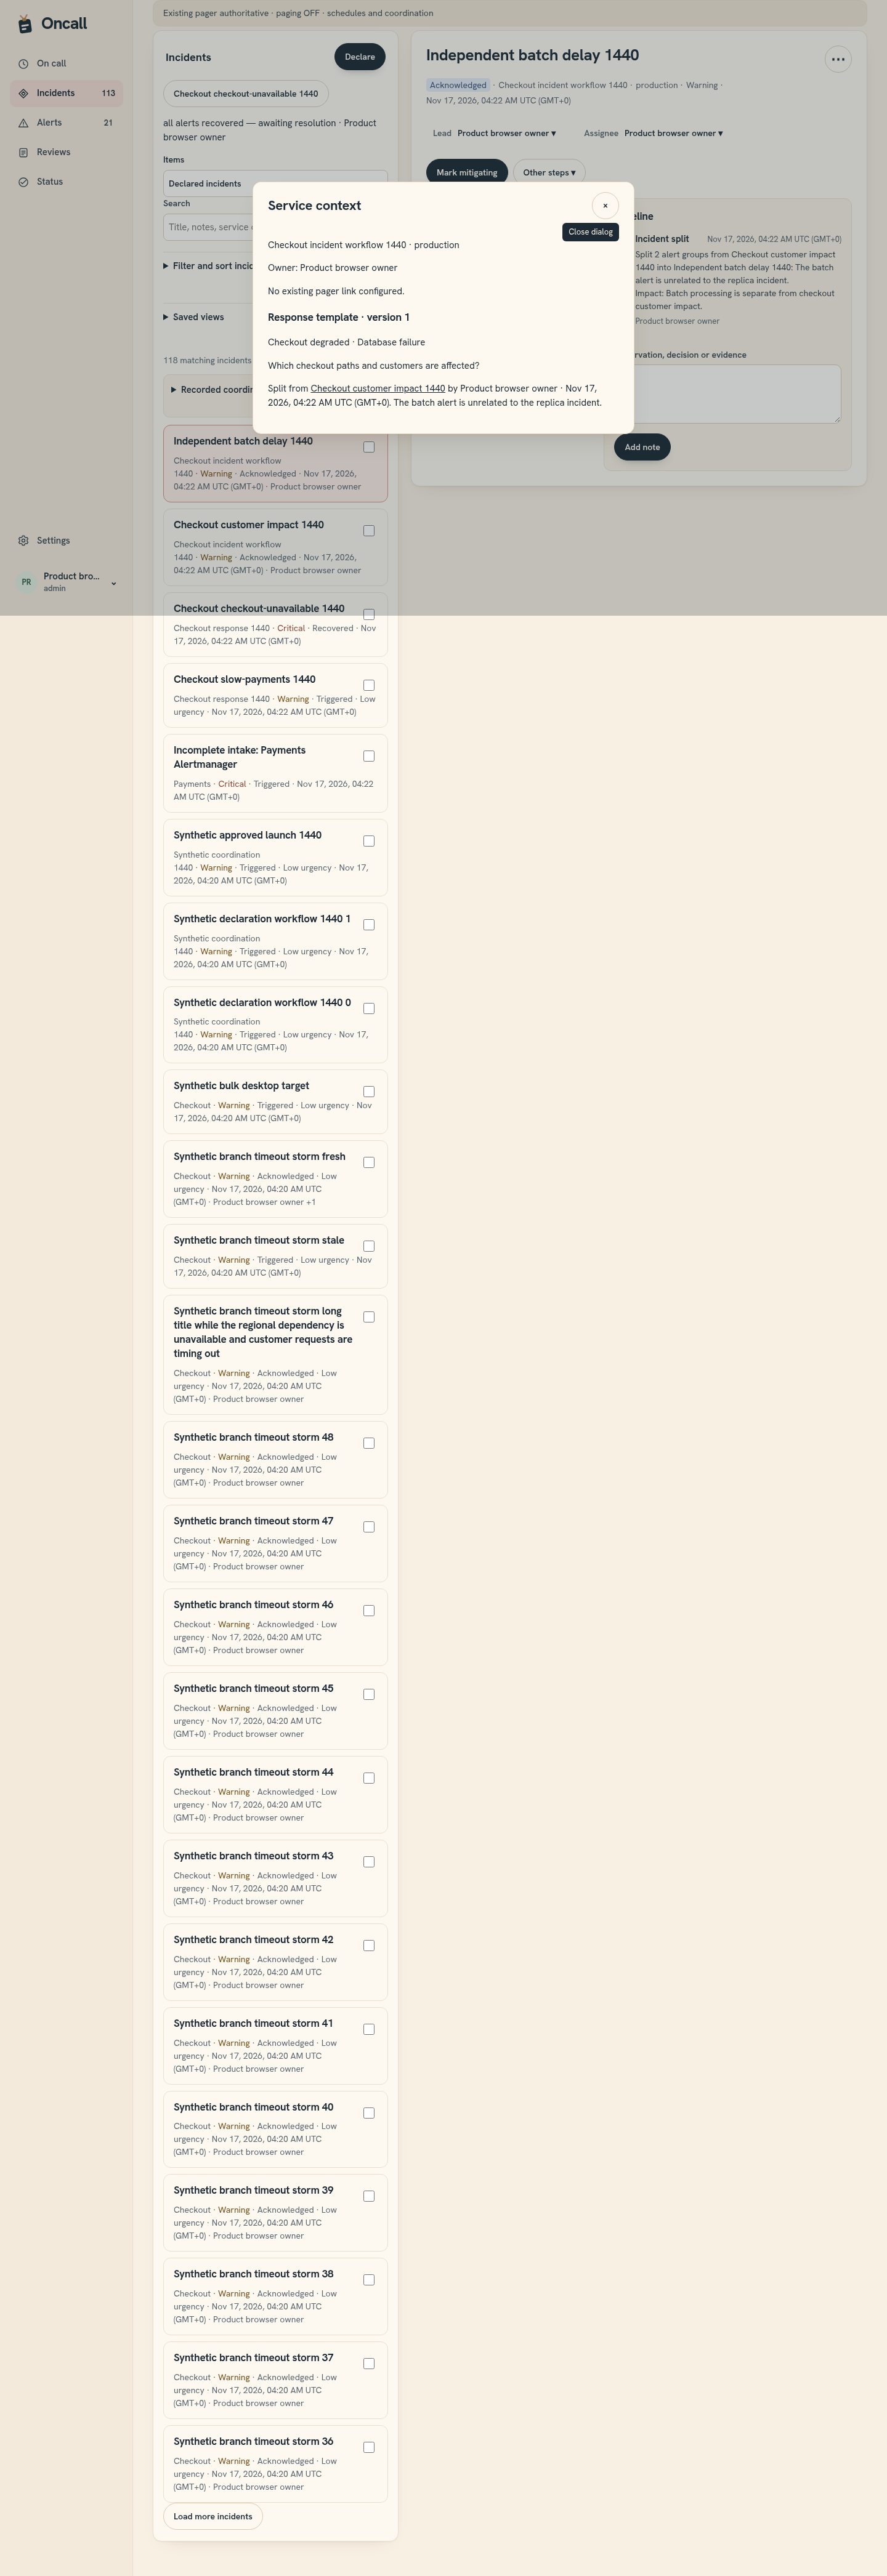 Oncall
On call
Incidents 113
Alerts 21
Reviews
Status
Settings
PR Product bro...
admin
Existing pager authoritative · paging OFF · schedules and coordination
Incidents
Declare
Checkout checkout-unavailable 1440
all alerts recovered — awaiting resolution · Product
browser owner
Items
Declared incidents
Search
Title, notes, service
Filter and sort
Saved views
118 matching incidents
Recorded
Independent batch delay 1440
Checkout incident workflow
1440 · Warning · Acknowledged · Nov 17, 2026,
04:22 AM UTC (GMT+0) · Product browser owner
Checkout customer impact 1440
Checkout incident workflow
1440 · Warning · Acknowledged · Nov 17, 2026,
04:22 AM UTC (GMT+0) · Product browser owner
Checkout checkout-unavailable 1440
Checkout response 1440 · Critical · Recovered · Nov
17, 2026, 04:22 AM UTC (GMT+0)
Checkout slow-payments 1440
Checkout response 1440 · Warning · Triggered · Low
urgency · Nov 17, 2026, 04:22 AM UTC (GMT+0)
Incomplete intake: Payments
Alertmanager
Payments · Critical · Triggered · Nov 17, 2026, 04:22
AM UTC (GMT+0)
Synthetic approved launch 1440
Synthetic coordination
1440 · Warning · Triggered · Low urgency · Nov 17,
2026, 04:20 AM UTC (GMT+0)
Synthetic declaration workflow 1440 1
Synthetic coordination
1440 · Warning · Triggered · Low urgency · Nov 17,
2026, 04:20 AM UTC (GMT+0)
Synthetic declaration workflow 1440 0
Synthetic coordination
1440 · Warning · Triggered · Low urgency · Nov 17,
2026, 04:20 AM UTC (GMT+0)
Synthetic bulk desktop target
Checkout · Warning · Triggered · Low urgency · Nov
17, 2026, 04:20 AM UTC (GMT+0)
Synthetic branch timeout storm fresh
Checkout · Warning · Acknowledged · Low
urgency · Nov 17, 2026, 04:20 AM UTC
(GMT+0) · Product browser owner +1
Synthetic branch timeout storm stale
Checkout · Warning · Triggered · Low urgency · Nov
17, 2026, 04:20 AM UTC (GMT+0)
Synthetic branch timeout storm long
title while the regional dependency is
unavailable and customer requests are
timing out
Checkout · Warning · Acknowledged · Low
urgency · Nov 17, 2026, 04:20 AM UTC
(GMT+0) · Product browser owner
Synthetic branch timeout storm 48
Checkout · Warning · Acknowledged · Low
urgency · Nov 17, 2026, 04:20 AM UTC
(GMT+0) · Product browser owner
Synthetic branch timeout storm 47
Checkout · Warning · Acknowledged · Low
urgency · Nov 17, 2026, 04:20 AM UTC
(GMT+0) · Product browser owner
Synthetic branch timeout storm 46
Checkout · Warning · Acknowledged · Low
urgency · Nov 17, 2026, 04:20 AM UTC
(GMT+0) · Product browser owner
Synthetic branch timeout storm 45
Checkout · Warning · Acknowledged · Low
urgency · Nov 17, 2026, 04:20 AM UTC
(GMT+0) · Product browser owner
Synthetic branch timeout storm 44
Checkout · Warning · Acknowledged · Low
urgency · Nov 17, 2026, 04:20 AM UTC
(GMT+0) · Product browser owner
Synthetic branch timeout storm 43
Checkout · Warning · Acknowledged · Low
urgency · Nov 17, 2026, 04:20 AM UTC
(GMT+0) · Product browser owner
Synthetic branch timeout storm 42
Checkout · Warning · Acknowledged · Low
urgency · Nov 17, 2026, 04:20 AM UTC
(GMT+0) · Product browser owner
Synthetic branch timeout storm 41
Checkout · Warning · Acknowledged · Low
urgency · Nov 17, 2026, 04:20 AM UTC
(GMT+0) · Product browser owner
Synthetic branch timeout storm 40
Checkout · Warning · Acknowledged · Low
urgency · Nov 17, 2026, 04:20 AM UTC
(GMT+0) · Product browser owner
Synthetic branch timeout storm 39
Checkout · Warning · Acknowledged · Low
urgency · Nov 17, 2026, 04:20 AM UTC
(GMT+0) · Product browser owner
Synthetic branch timeout storm 38
Checkout · Warning · Acknowledged · Low
urgency · Nov 17, 2026, 04:20 AM UTC
(GMT+0) · Product browser owner
Synthetic branch timeout storm 37
Checkout · Warning · Acknowledged · Low
urgency · Nov 17, 2026, 04:20 AM UTC
(GMT+0) · Product browser owner
Synthetic branch timeout storm 36
Checkout · Warning · Acknowledged · Low
urgency · Nov 17, 2026, 04:20 AM UTC
(GMT+0) · Product browser owner
Load more incidents
Independent batch delay 1440
Acknowledged · Checkout incident workflow 1440 · production · Warning ·
Nov 17, 2026, 04:22 AM UTC (GMT+0)
Lead Product browser owner ▾ Assignee Product browser owner ▾
Mark mitigating
Other steps ▾
Incident split Nov 17, 2026, 04:22 AM UTC (GMT+0)
Split 2 alert groups from Checkout customer impact
1440 into Independent batch delay 1440: The batch
alert is unrelated to the replica incident.
Impact: Batch processing is separate from checkout
customer impact.
Product browser owner
decision or evidence
Add note
Service context
×
Close dialog
Checkout incident workflow 1440 · production
Owner: Product browser owner
No existing pager link configured.
Response template · version 1
Checkout degraded · Database failure
Which checkout paths and customers are affected?
Split from Checkout customer impact 1440 by Product browser owner · Nov 17,
2026, 04:22 AM UTC (GMT+0). The batch alert is unrelated to the replica incident.